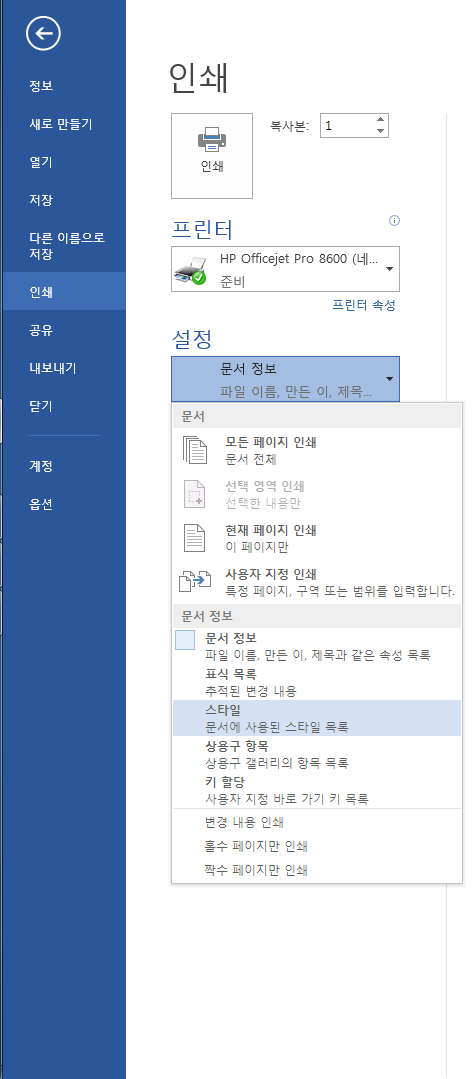 정보
새로 만들기
열기
저장
다른 이름으로
저장
인쇄
공유
내보내기
닫기
계정
옵션
인쇄
인쇄
복사본: 1
프린터
HP Officejet Pro 8600 (네...
준비
프린터 속성
설정
문서 정보
파일 이름, 만든 이, 제목...
문서
모든 페이지 인쇄
문서 전체
선택 영역 인쇄
선택한 내용만
현재 페이지 인쇄
이 페이지만
사용자 지정 인쇄
특정 페이지, 구역 또는 범위를 입력합니다.
문서 정보
문서 정보
파일 이름, 만든 이, 제목과 같은 속성 목록
표식 목록
추적된 변경 내용
스타일
문서에 사용된 스타일 목록
상용구 항목
상용구 갤러리의 항목 목록
키 할당
사용자 지정 바로 가기 키 목록
변경 내용 인쇄
홀수 페이지만 인쇄
짝수 페이지만 인쇄